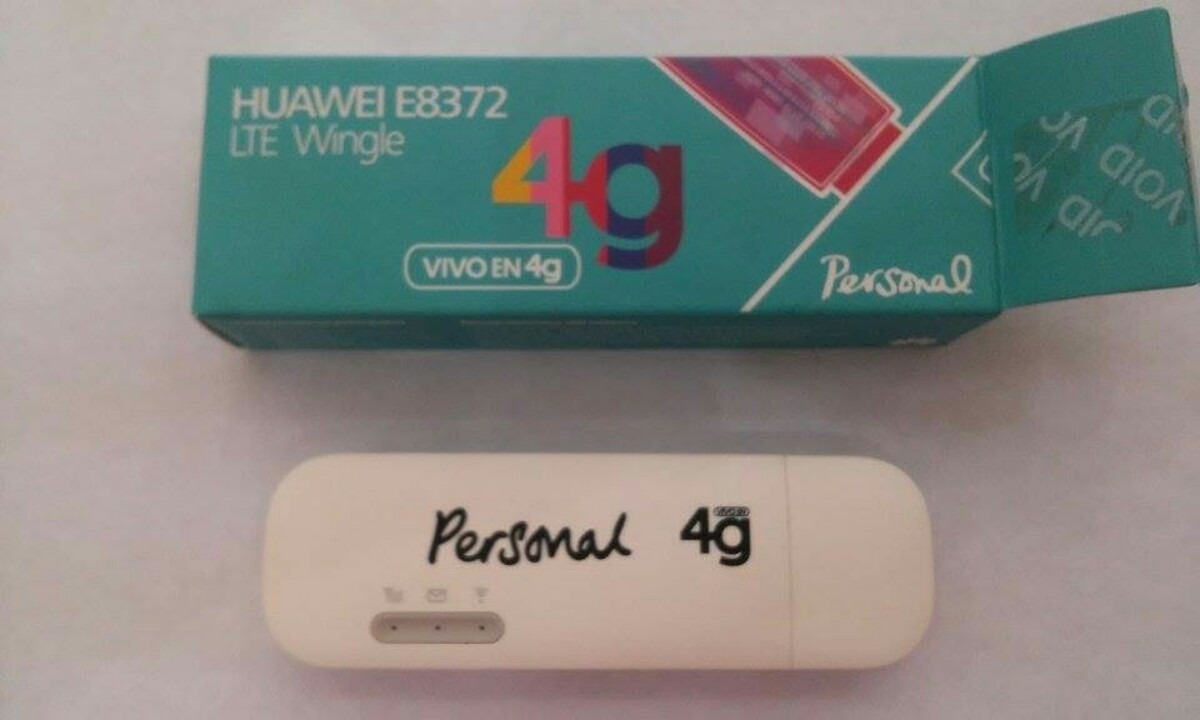 HUAWEI E8372
LTE Wingle
4g
VIVO EN 4g
Personal
VOID
Personal 4g